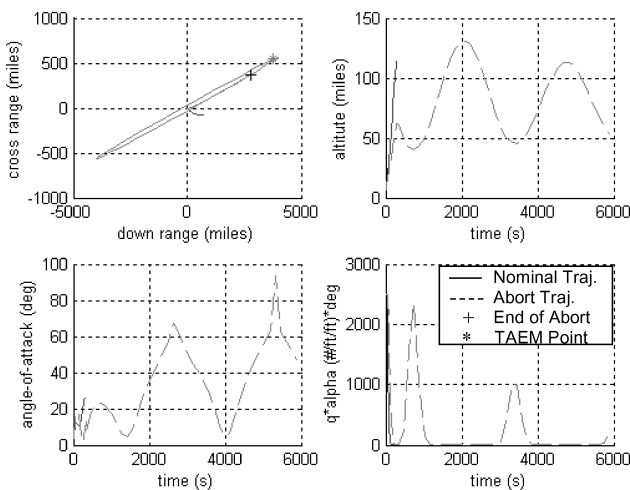 1000
500
0
-500
-1000
-5000
0
5000
cross range (miles)
down range (miles)
150
100
50
0
0
2000
4000
6000
altitute (miles)
time (s)
100
80
60
40
20
0
0
2000
4000
6000
angle-of-attack (deg)
time (s)
3000
2000
1000
0
0
2000
4000
6000
q*alpha (#/ft/ft)*deg
time (s)
Nominal Traj.
Abort Traj.
End of Abort
TAEM Point